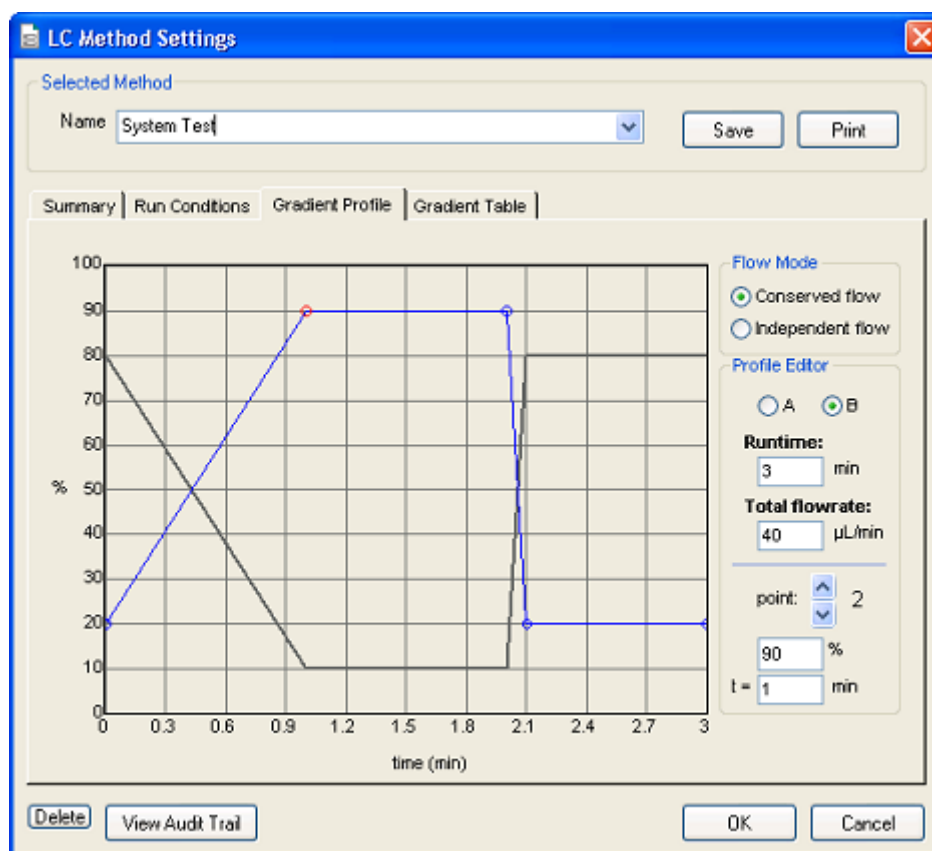 LC Method Settings
Selected Method
Name System Test Save Print
Summary Run Conditions Gradient Profile Gradient Table
100
90
80
70
60
% 50
40
30
20
10
0
0 0.3 0.6 0.9 1.2 1.5 1.8 2.1 2.4 2.7 3
time (min)
Flow Mode
Conserved flow
Independent flow
Profile Editor
A B
Runtime:
3 min
Total flowrate:
40 µL/min
point: 2
90 %
t = 1 min
Delete View Audit Trail OK Cancel